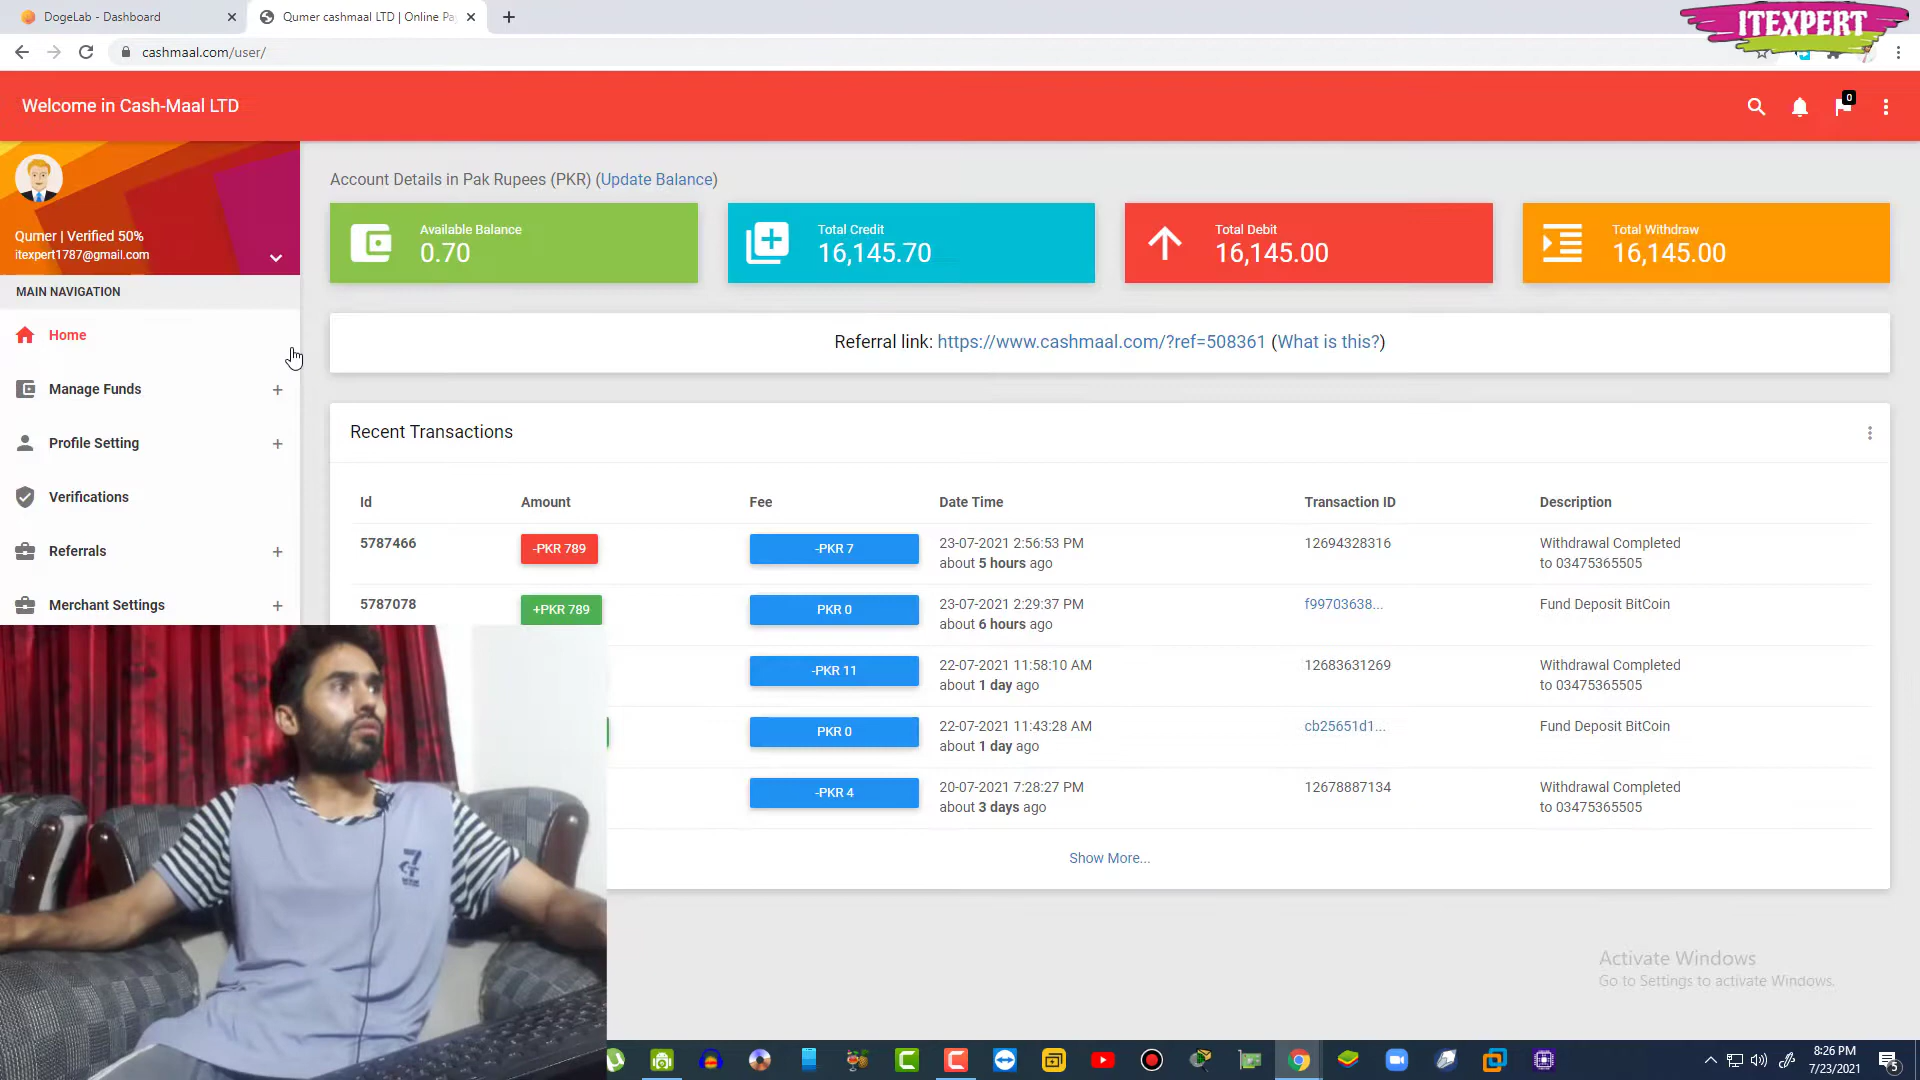 DogeLab - Dashboard
Qumer cashmaal LTD | Online Pa
ITEXPERT
cashmaal.com/user/
Welcome in Cash-Maal LTD
0
Qumer | Verified 50%
itexpert1787@gmail.com
MAIN NAVIGATION
Home
Manage Funds
Profile Setting
Verifications
Referrals
Merchant Settings
Account Details in Pak Rupees (PKR) (Update Balance)
Available Balance
0.70
Total Credit
16,145.70
Total Debit
16,145.00
Total Withdraw
16,145.00
Referral link: https://www.cashmaal.com/?ref=508361 (What is this?)
Recent Transactions
Id Amount Fee Date Time Transaction ID Description
5787466 -PKR 789 -PKR 7 23-07-2021 2:56:53 PM 12694328316 Withdrawal Completed
about 5 hours ago to 03475365505
5787078 +PKR 789 PKR 0 23-07-2021 2:29:37 PM f99703638... Fund Deposit BitCoin
about 6 hours ago
-PKR 11 22-07-2021 11:58:10 AM 12683631269 Withdrawal Completed
about 1 day ago to 03475365505
PKR 0 22-07-2021 11:43:28 AM cb25651d1... Fund Deposit BitCoin
about 1 day ago
-PKR 4 20-07-2021 7:28:27 PM 12678887134 Withdrawal Completed
about 3 days ago to 03475365505
Show More...
Activate Windows
Go to Settings to activate Windows.
8:26 PM
7/23/2021
5
7